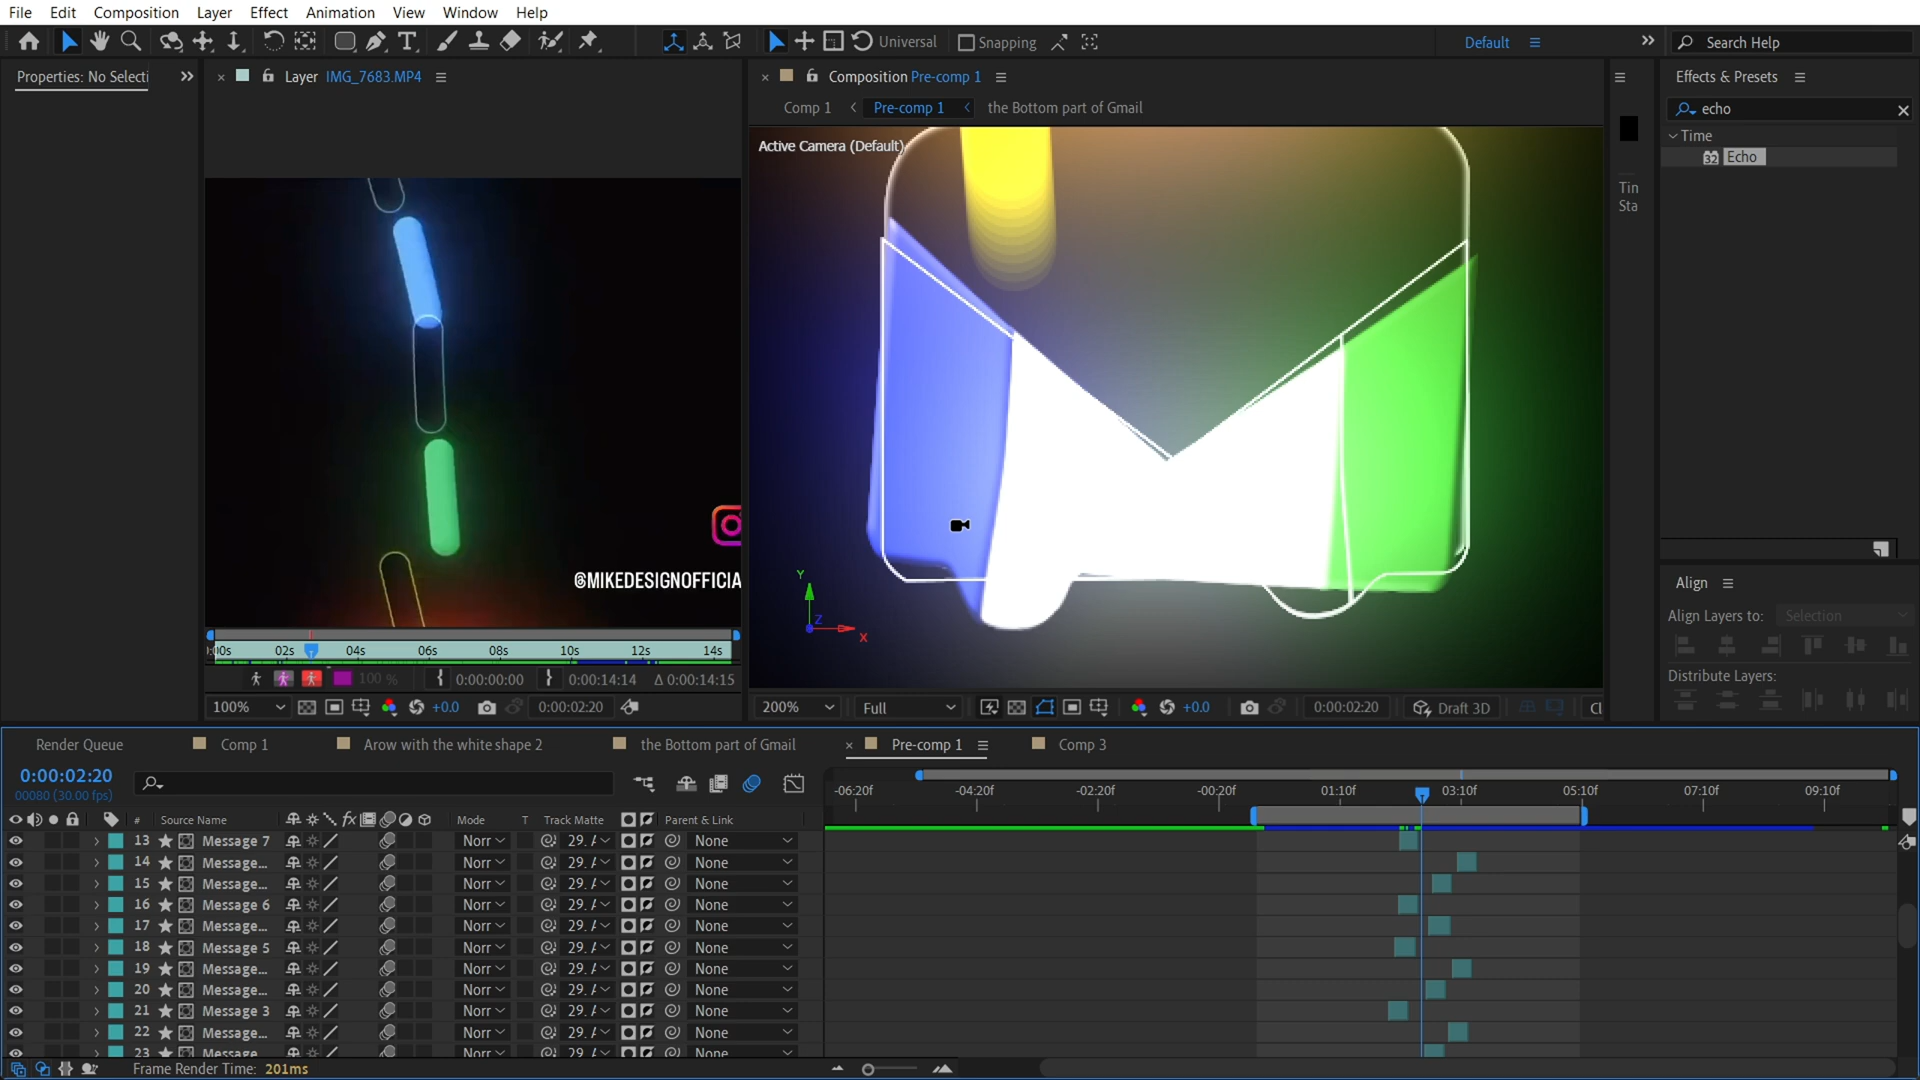 File Edit Composition Layer Effect Animation View Window Help
Universal Snapping Default Search Help
Properties: No Selecti
Layer IMG_7683.MP4
Composition Pre-comp 1
Effects & Presets
Comp 1 Pre-comp 1 the Bottom part of Gmail
echo
Time
32 Echo
Active Camera (Default)
Tin
Sta
@MIKEDESIGNOFFICIA
Y
Z
X
Align
Align Layers to: Selection
Distribute Layers:
:00s 02s 04s 06s 08s 10s 12s 14s
100 % 0:00:00:00 0:00:14:14 Δ 0:00:14:15
100% +0.0 0:00:02:20
200% Full +0.0 0:00:02:20 Draft 3D Cl
Render Queue Comp 1 Arow with the white shape 2 the Bottom part of Gmail Pre-comp 1 Comp 3
0:00:02:20
00080 (30.00 fps)
-06:20f -04:20f -02:20f -00:20f 01:10f 03:10f 05:10f 07:10f 09:10f
# Source Name fx Mode T Track Matte Parent & Link
13 Message 7 Norr 29. None
14 Message... Norr 29. None
15 Message... Norr 29. None
16 Message 6 Norr 29. None
17 Message... Norr 29. None
18 Message 5 Norr 29. None
19 Message... Norr 29. None
20 Message... Norr 29. None
21 Message 3 Norr 29. None
22 Message... Norr 29. None
23 Message Norr 29. None
Frame Render Time: 201ms